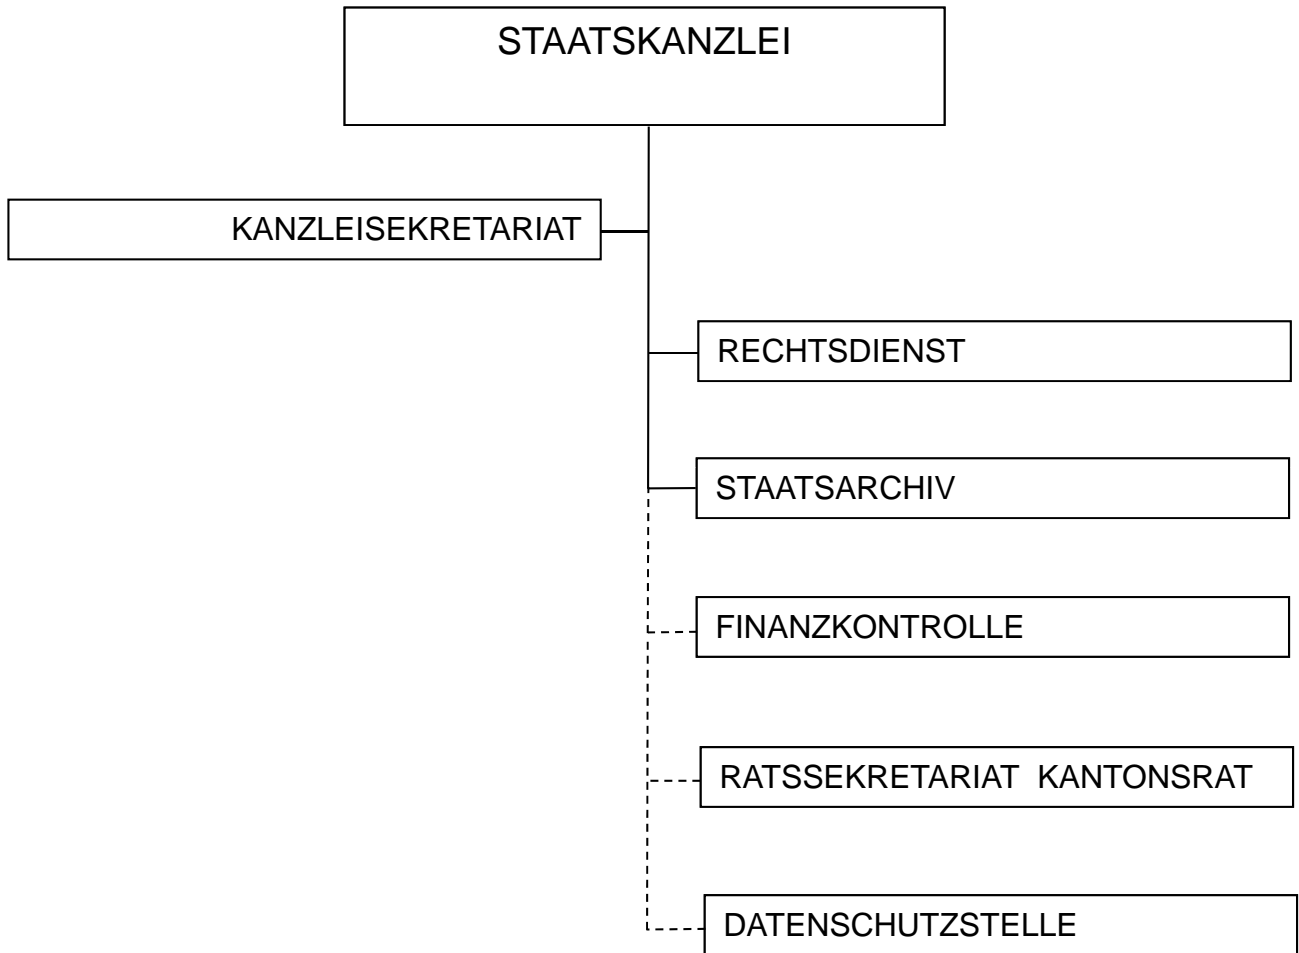 STAATSKANZLEI
KANZLEISEKRETARIAT
RECHTSDIENST
STAATSARCHIV
FINANZKONTROLLE
RATSSEKRETARIAT KANTONSRAT
DATENSCHUTZSTELLE